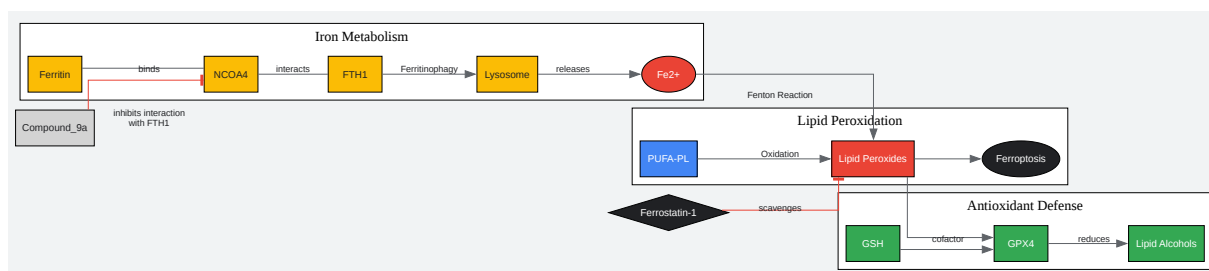 Iron Metabolism
Ferritin
binds
NCOA4
interacts
FTH1
Ferritinophagy
Lysosome
releases
Fe2+
Compound_9a
inhibits interaction
with FTH1
Fenton Reaction
Lipid Peroxidation
PUFA-PL
Oxidation
Lipid Peroxides
Ferroptosis
Ferrostatin-1
scavenges
Antioxidant Defense
GSH
cofactor
GPX4
reduces
Lipid Alcohols